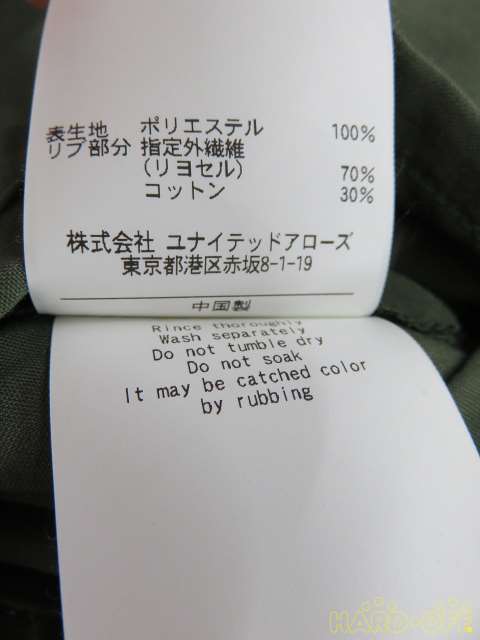 表生地 ポリエステル 100%
リブ部分 指定外繊維
(リヨセル) 70%
コットン 30%
株式会社 ユナイテッドアローズ
東京都港区赤坂8-1-19
中国製
Rince thoroughly
Wash separately
Do not tumble dry
Do not soak
It may be catched color
by rubbing
HARD-OFF